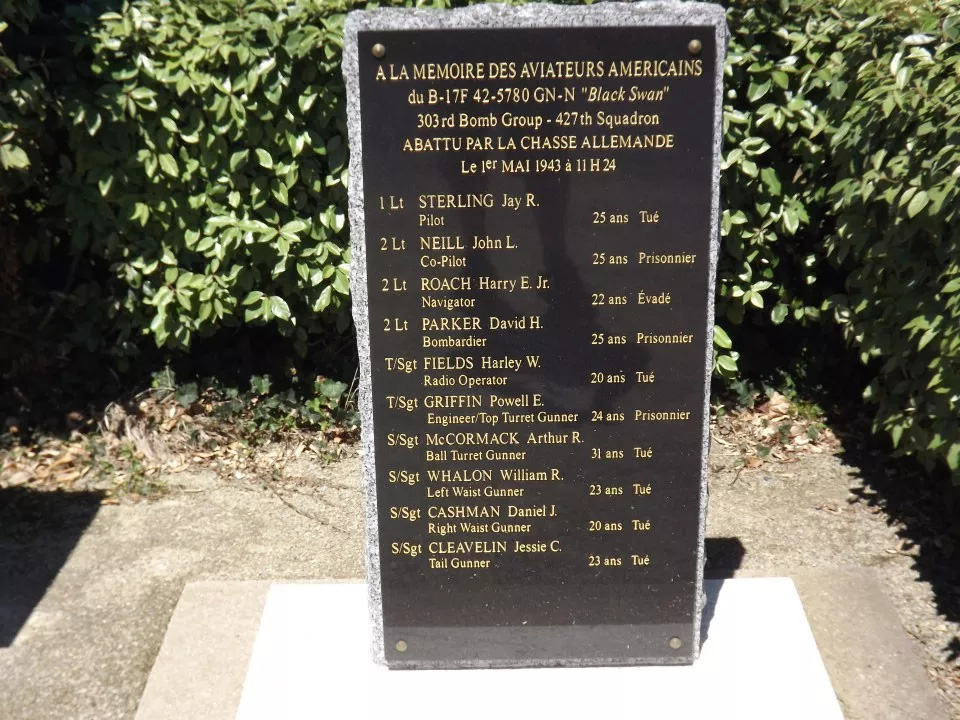 A LA MEMOIRE DES AVIATEURS AMERICAINS
du B-17F 42-5780 GN-N "Black Swan"
303rd Bomb Group - 427th Squadron
ABATTU PAR LA CHASSE ALLEMANDE
Le 1er MAI 1943 à 11 H 24
1 Lt STERLING Jay R.
Pilot 25 ans Tué
2 Lt NEILL John L.
Co-Pilot 25 ans Prisonnier
2 Lt ROACH Harry E. Jr.
Navigator 22 ans Évadé
2 Lt PARKER David H.
Bombardier 25 ans Prisonnier
T/Sgt FIELDS Harley W.
Radio Operator 20 ans Tué
T/Sgt GRIFFIN Powell E.
Engineer/Top Turret Gunner 24 ans Prisonnier
S/Sgt McCORMACK Arthur R.
Ball Turret Gunner 31 ans Tué
S/Sgt WHALON William R.
Left Waist Gunner 23 ans Tué
S/Sgt CASHMAN Daniel J.
Right Waist Gunner 20 ans Tué
S/Sgt CLEAVELIN Jessie C.
Tail Gunner 23 ans Tué